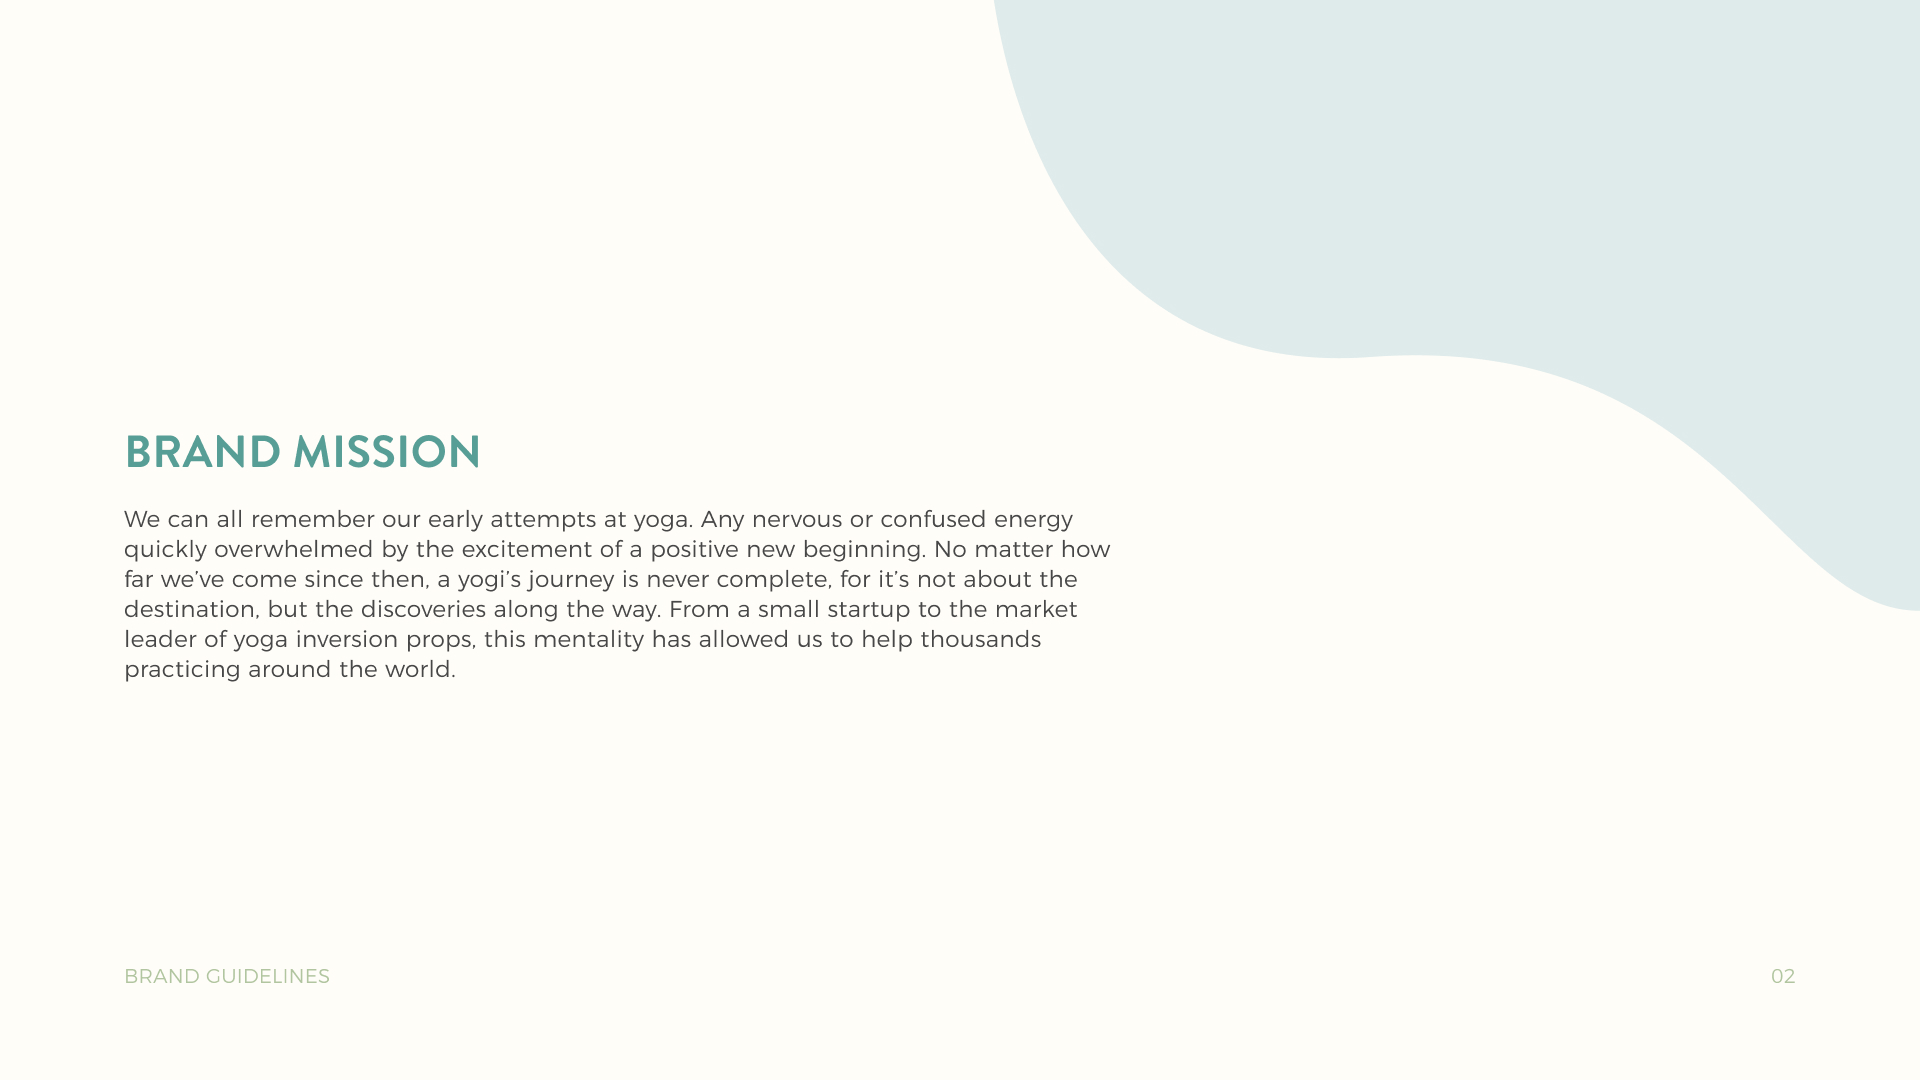 BRAND MISSION
We can all remember our early attempts at yoga. Any nervous or confused energy
quickly overwhelmed by the excitement of a positive new beginning. No matter how
far we’ve come since then, a yogi’s journey is never complete, for it’s not about the
destination, but the discoveries along the way. From a small startup to the market
leader of yoga inversion props, this mentality has allowed us to help thousands
practicing around the world.
BRAND GUIDELINES
02